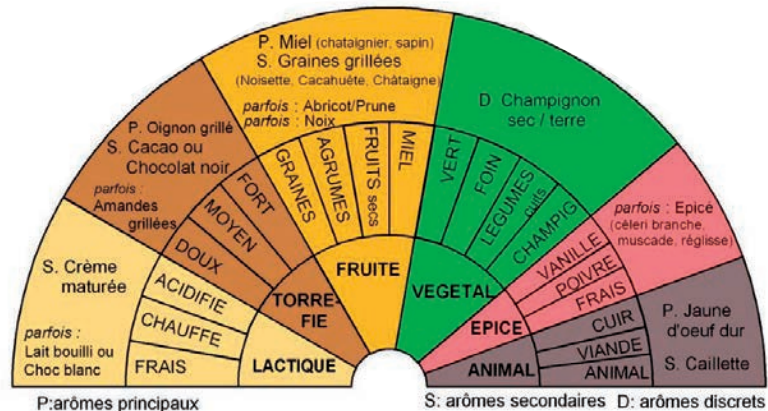 P. Miel (chataignier, sapin)
S. Graines grillées
(Noisette, Cacahuête, Châtaigne)
parfois : Abricot/Prune
parfois : Noix
D. Champignon
sec / terre
P. Oignon grillé
S. Cacao ou
Chocolat noir
parfois :
Amandes
grillées
parfois : Epicé
(cèleri branche,
muscade, réglisse)
S. Crème
maturée
parfois :
Lait bouilli ou
Choc blanc
P. Jaune
d'oeuf dur
S. Caillette
FRAIS
CHAUFFE
ACIDIFIE
DOUX
MOYEN
FORT
GRAINES
AGRUMES
FRUITS secs
MIEL
VERT
FOIN
LEGUMES
cuits
CHAMPIG
VANILLE
POIVRE
FRAIS
CUIR
VIANDE
ANIMAL
LACTIQUE
TORRE-
FIE
FRUITE
VEGETAL
EPICE
ANIMAL
P:arômes principaux
S: arômes secondaires D: arômes discrets